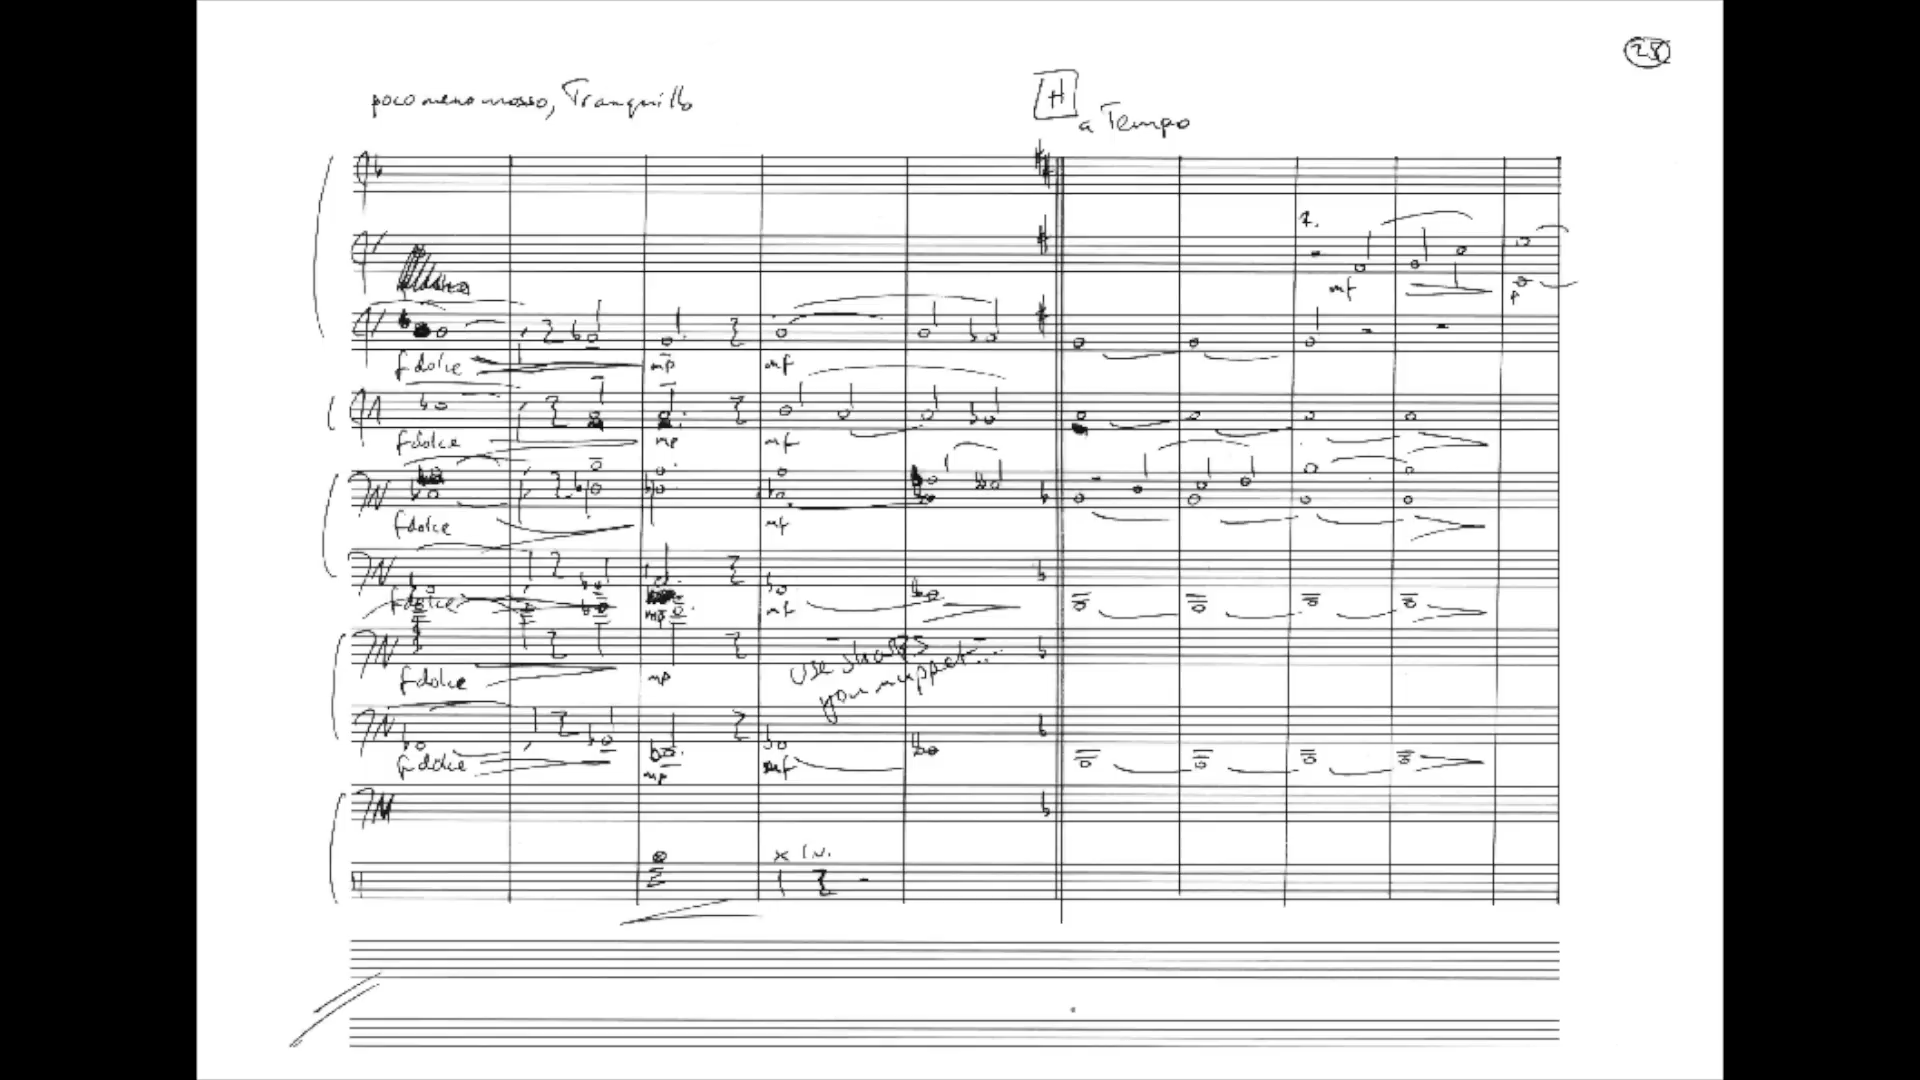 28
poco meno mosso, Tranquillo
H
a Tempo
1.
mf
p
f dolce mp mf
f dolce mp mf
f dolce mf
f dolce mp mf
f dolce mp
use sharps
you muppet...
f dolce mp mf
x l.v.